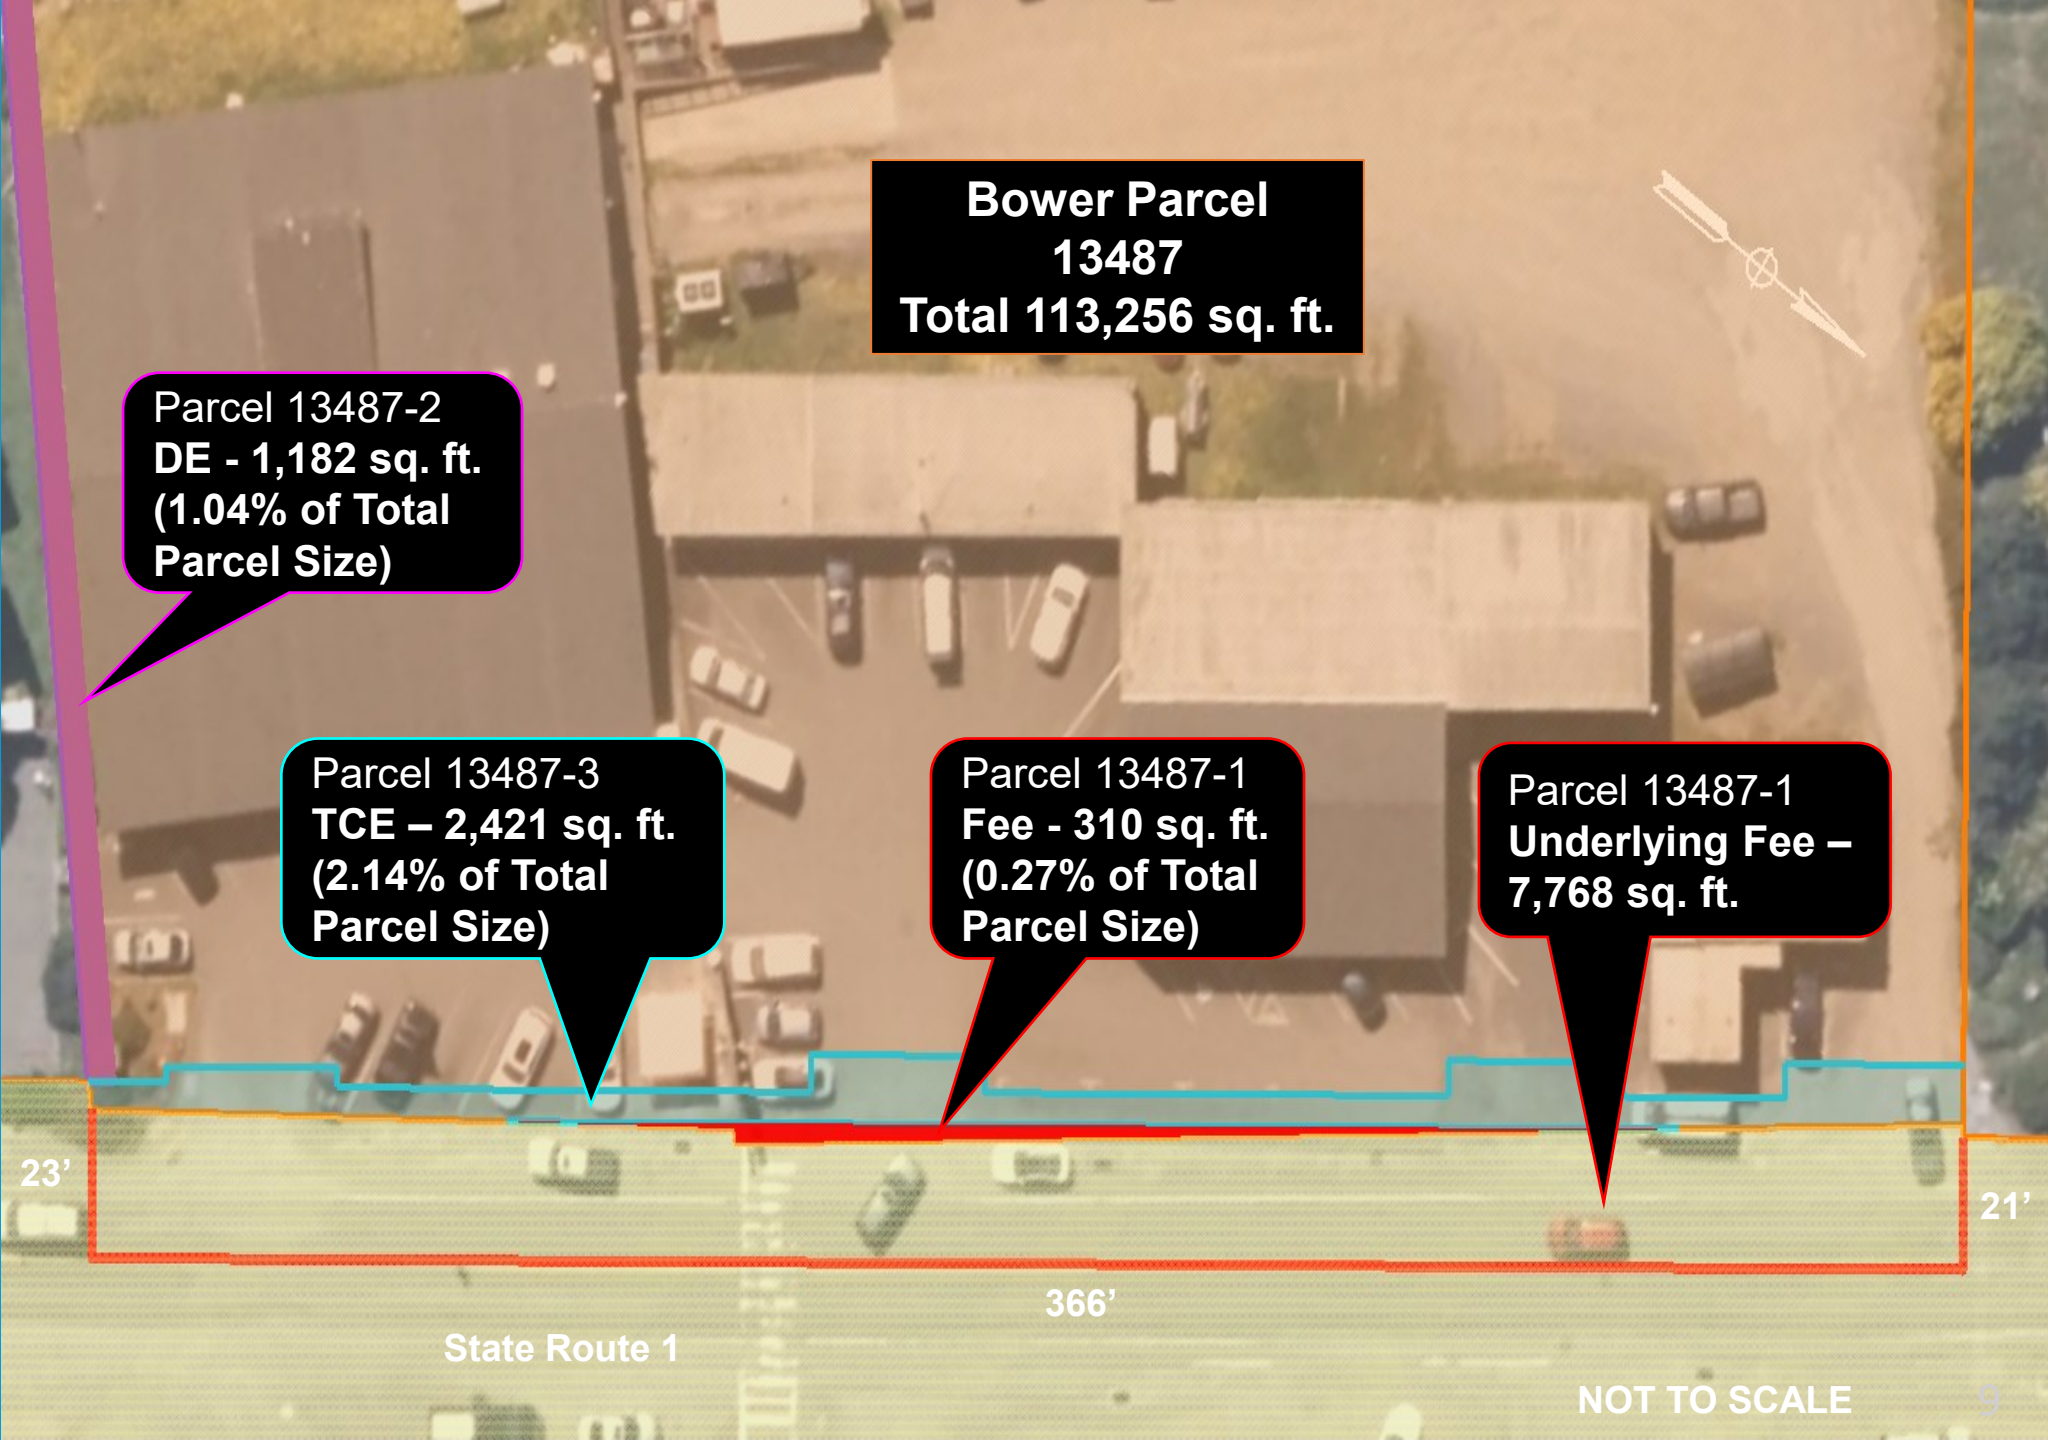 Bower Parcel
13487
Total 113,256 sq. ft.
Parcel 13487-2
DE - 1,182 sq. ft.
(1.04% of Total
Parcel Size)
Parcel 13487-3
TCE – 2,421 sq. ft.
(2.14% of Total
Parcel Size)
Parcel 13487-1
Fee - 310 sq. ft.
(0.27% of Total
Parcel Size)
Parcel 13487-1
Underlying Fee –
7,768 sq. ft.
23’
21’
366’
State Route 1
NOT TO SCALE
9